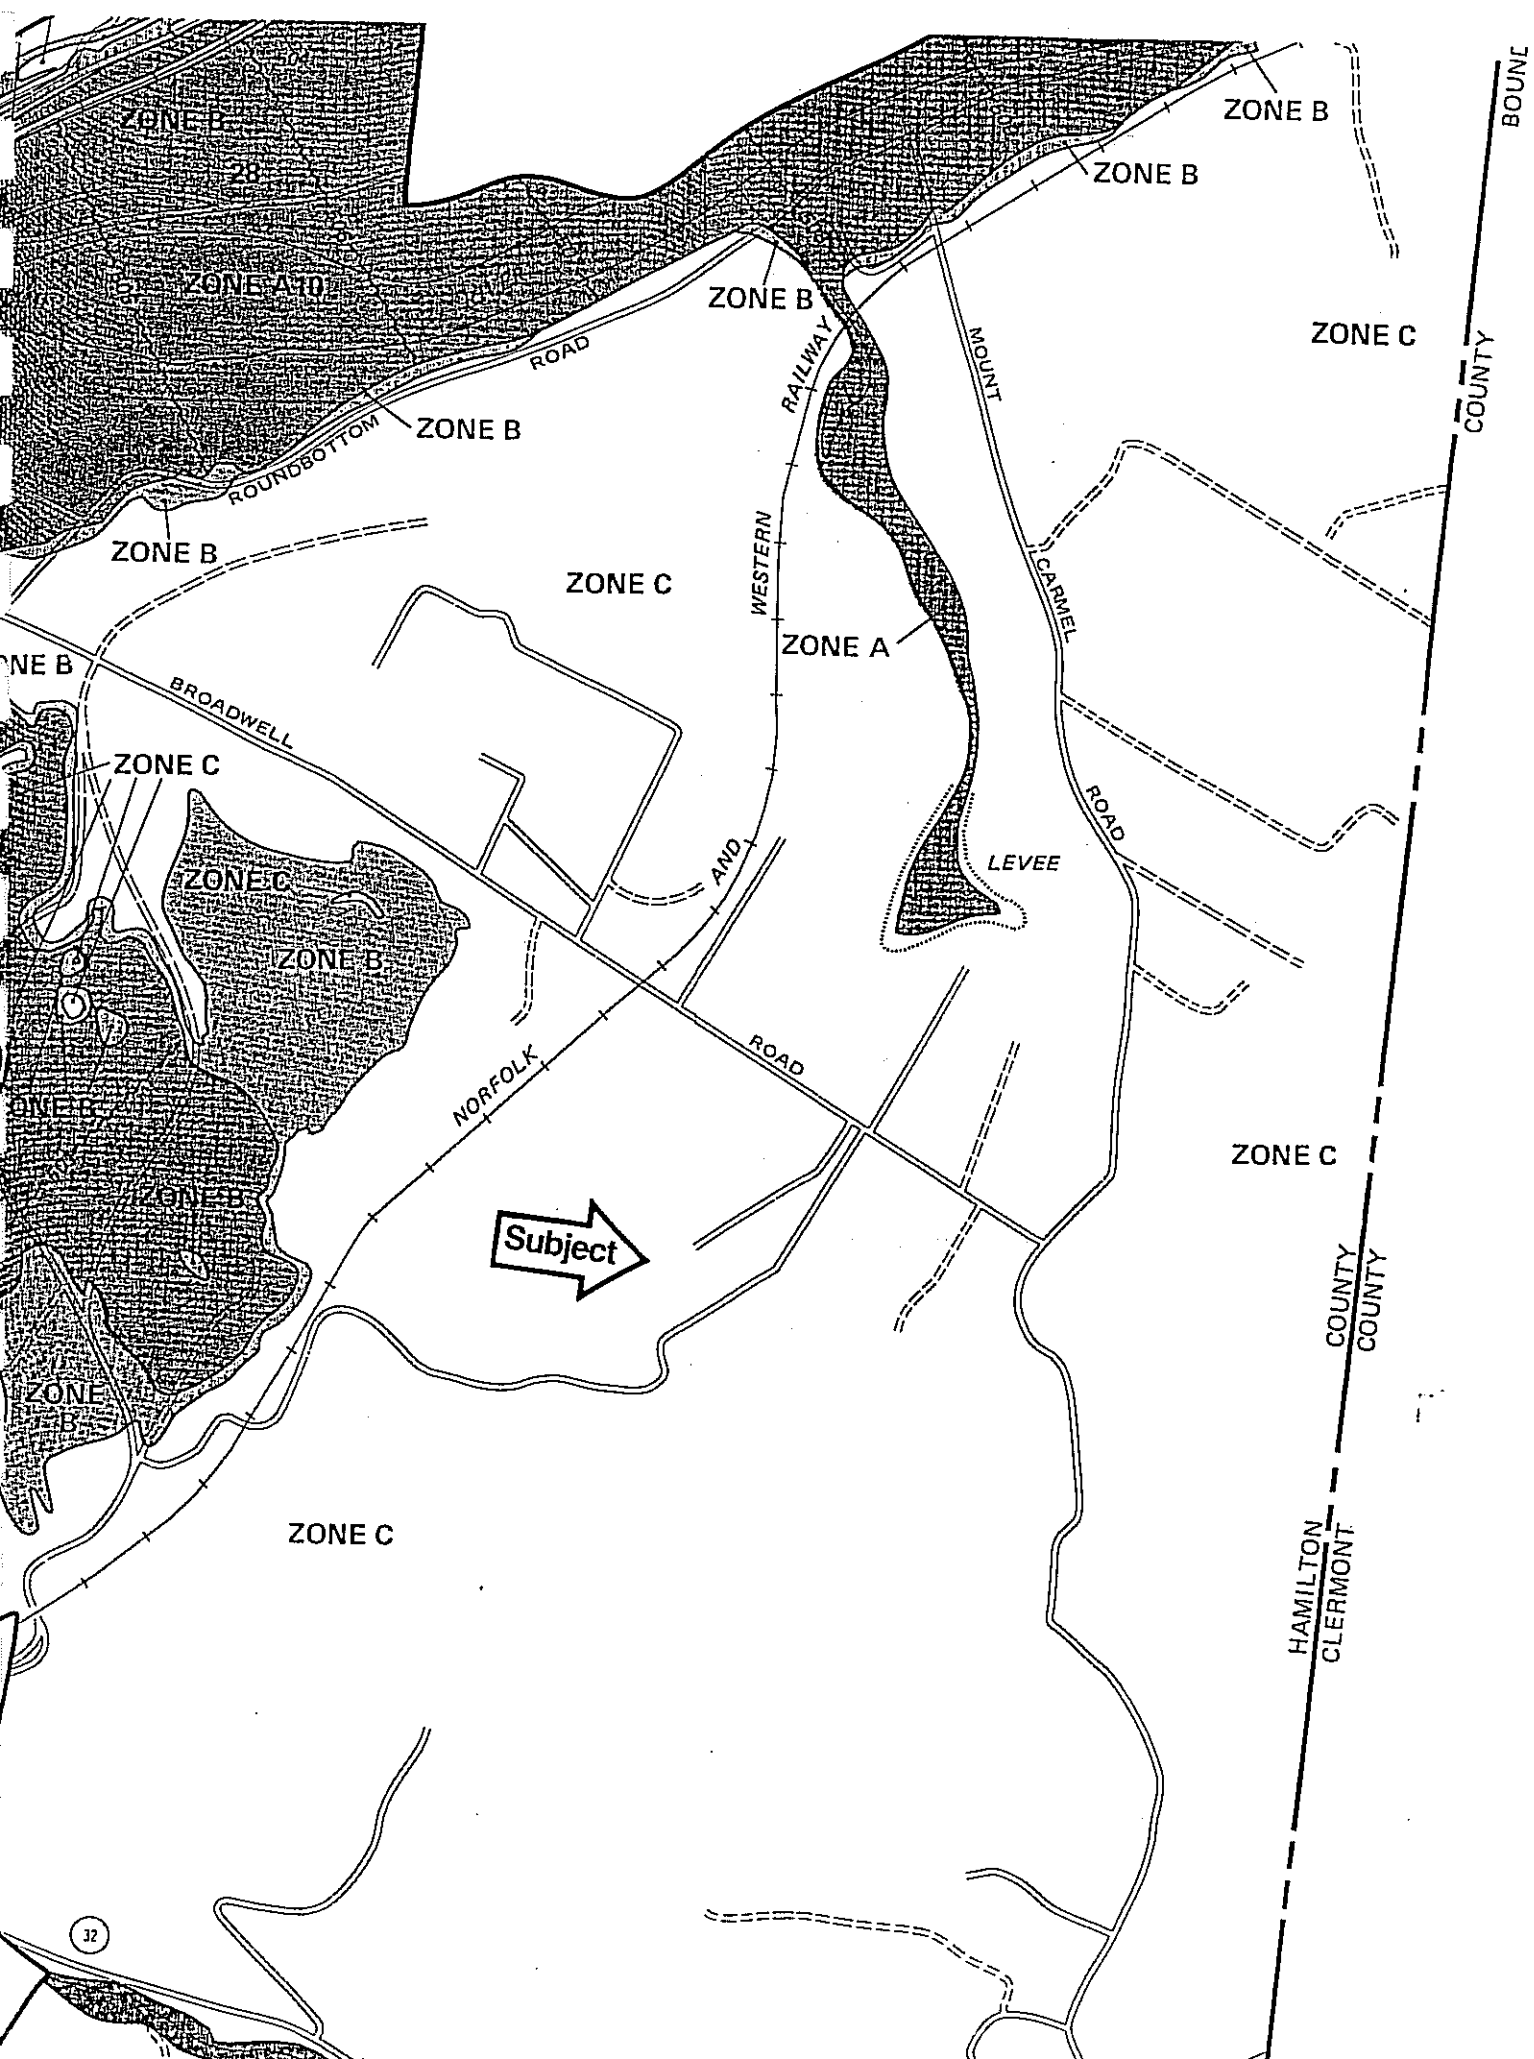 BOUND
ZONE B
ZONE B
ZONE B
28
ZONE A10
ZONE B
ZONE C
COUNTY
MOUNT
RAILWAY
ROAD
ZONE B
ROUNDBOTTOM
ZONE B
ZONE C
WESTERN
CARMEL
ZONE A
ZONE B
BROADWELL
ZONE C
ROAD
AND
LEVEE
ZONE C
ZONE B
ROAD
NORFOLK
ZONE B
ZONE C
ZONE B
Subject
COUNTY
COUNTY
ZONE
B
ZONE C
HAMILTON
CLERMONT
32